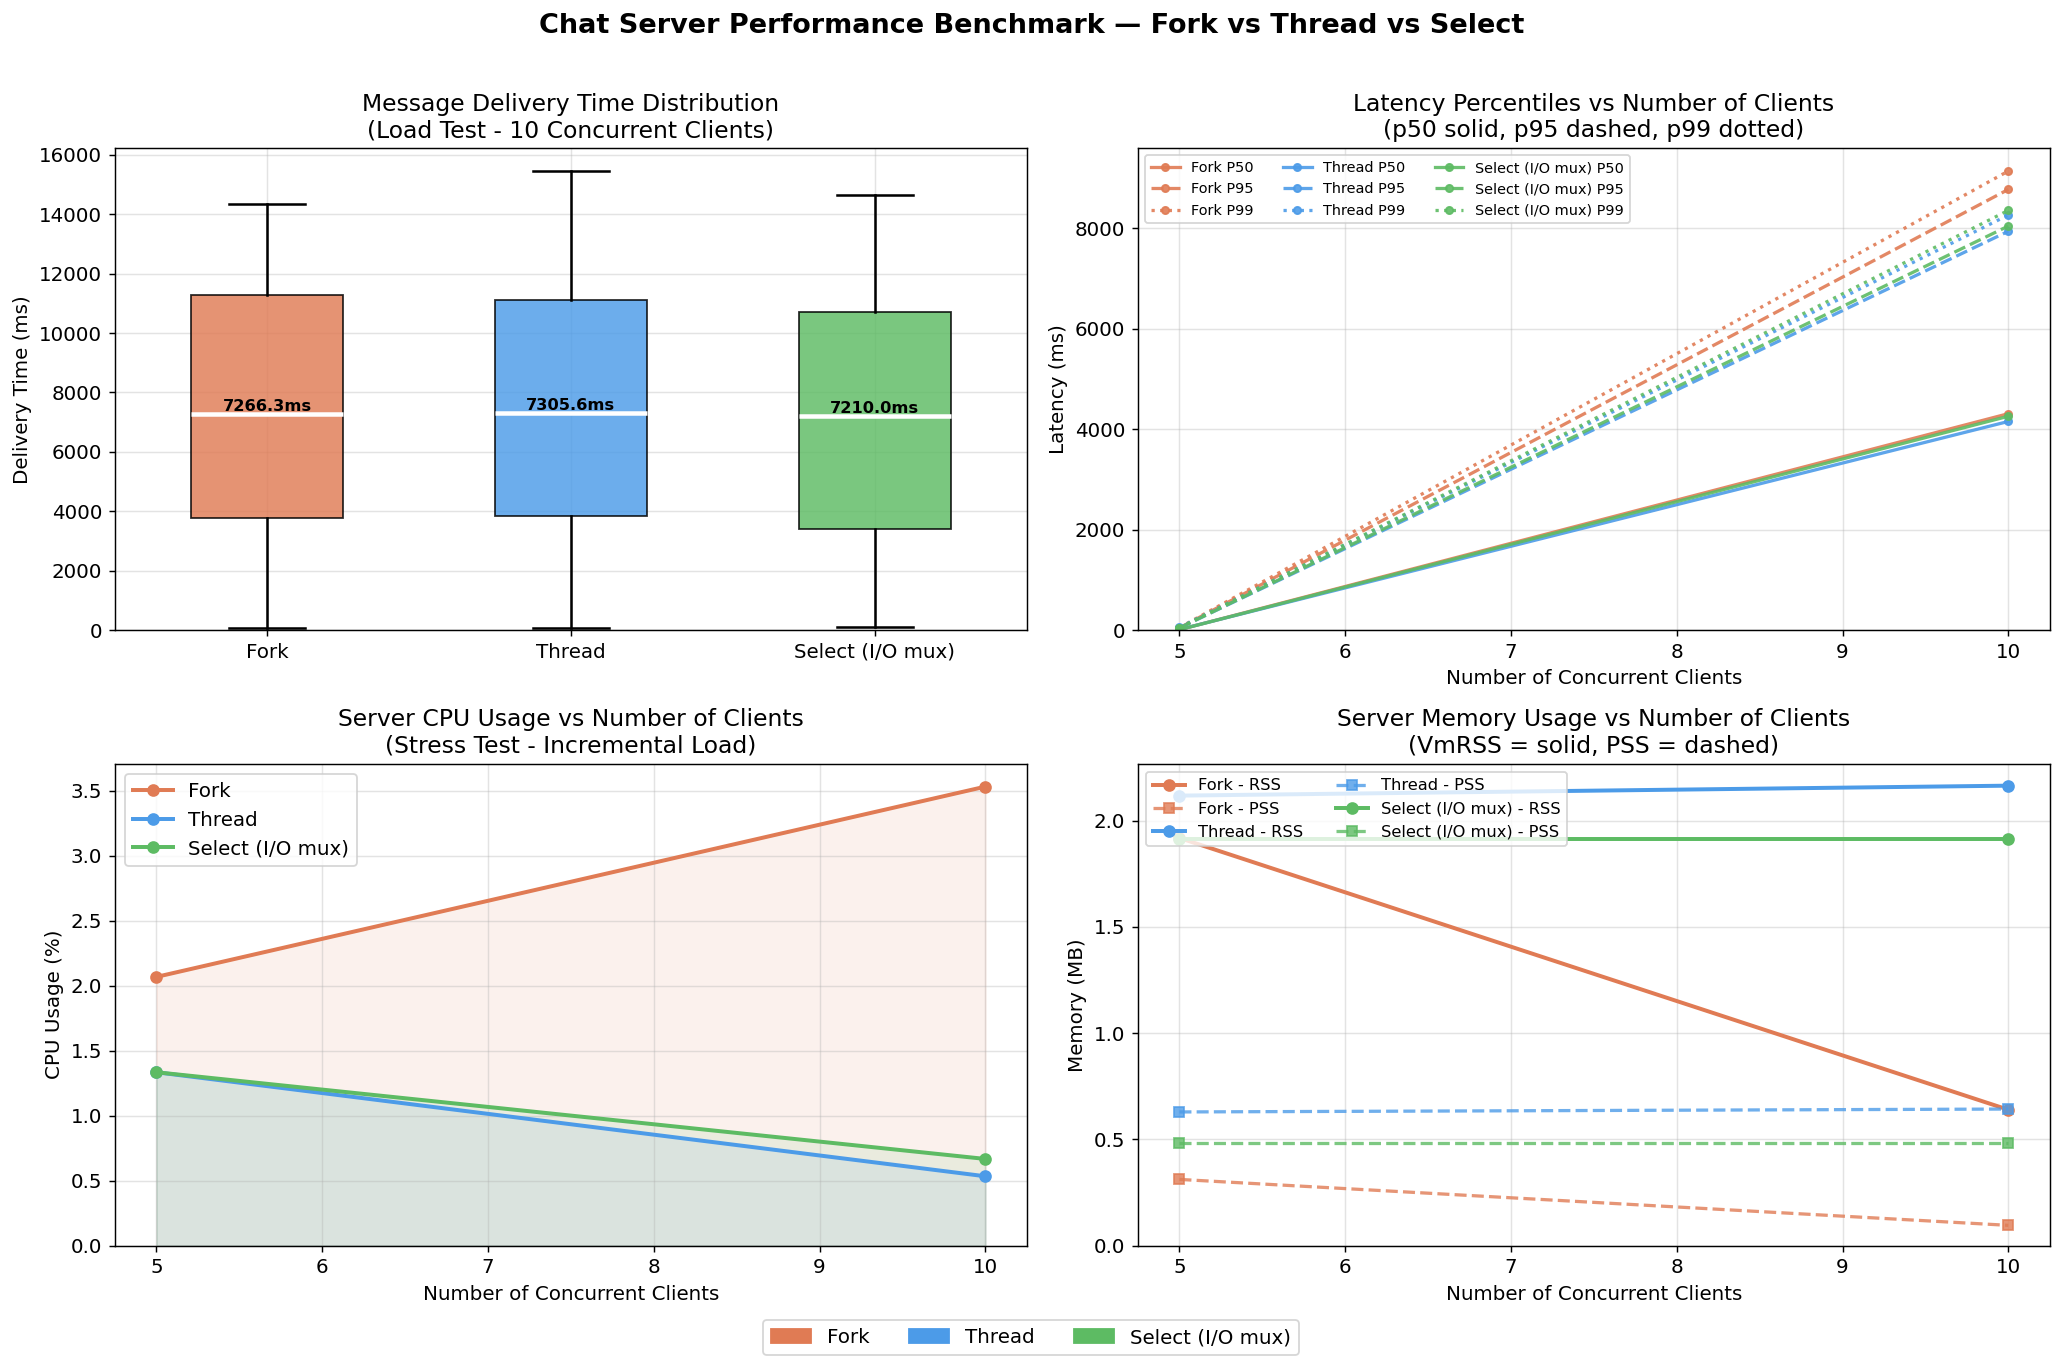 Chat Server Performance Benchmark — Fork vs Thread vs Select
Message Delivery Time Distribution
(Load Test - 10 Concurrent Clients)
Delivery Time (ms)
16000
14000
12000
10000
8000
6000
4000
2000
0
7266.3ms
7305.6ms
7210.0ms
Fork
Thread
Select (I/O mux)
Latency Percentiles vs Number of Clients
(p50 solid, p95 dashed, p99 dotted)
Fork P50
Fork P95
Fork P99
Thread P50
Thread P95
Thread P99
Select (I/O mux) P50
Select (I/O mux) P95
Select (I/O mux) P99
Latency (ms)
8000
6000
4000
2000
0
5
6
7
8
9
10
Number of Concurrent Clients
Server CPU Usage vs Number of Clients
(Stress Test - Incremental Load)
Fork
Thread
Select (I/O mux)
CPU Usage (%)
3.5
3.0
2.5
2.0
1.5
1.0
0.5
0.0
5
6
7
8
9
10
Number of Concurrent Clients
Server Memory Usage vs Number of Clients
(VmRSS = solid, PSS = dashed)
Fork - RSS
Fork - PSS
Thread - RSS
Thread - PSS
Select (I/O mux) - RSS
Select (I/O mux) - PSS
Memory (MB)
2.0
1.5
1.0
0.5
0.0
5
6
7
8
9
10
Number of Concurrent Clients
Fork
Thread
Select (I/O mux)